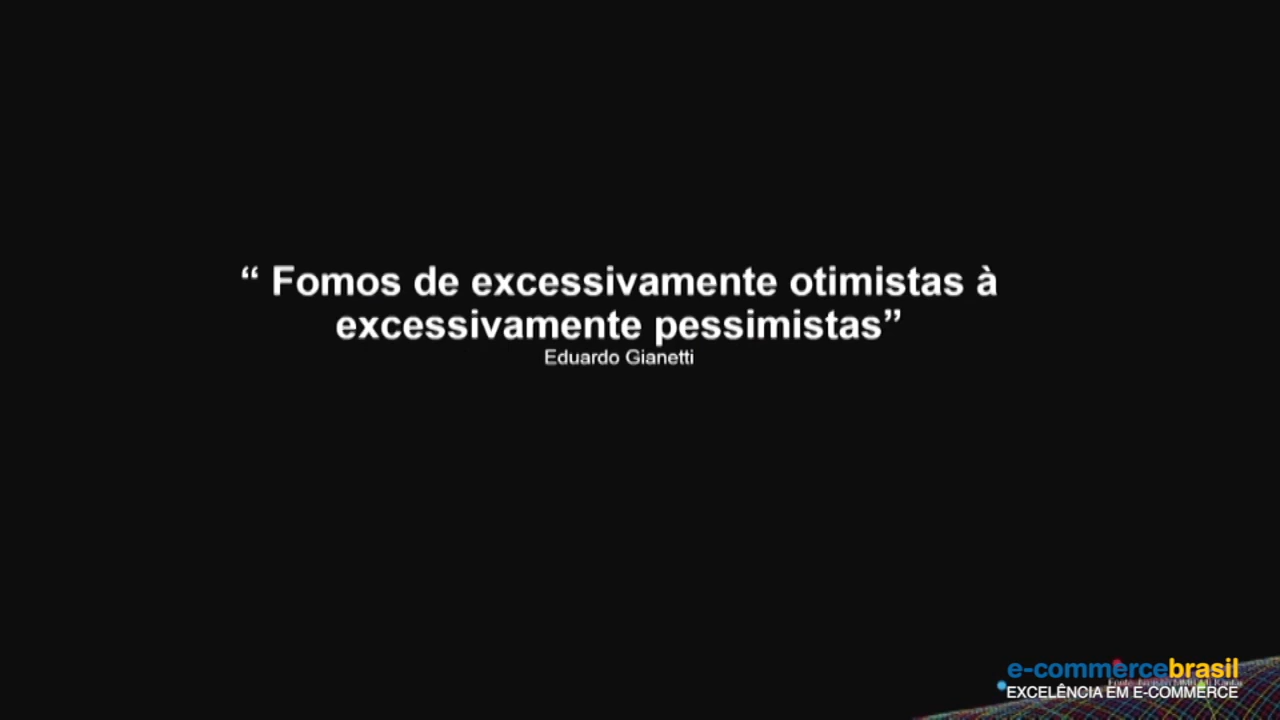 “ Fomos de excessivamente otimistas à
excessivamente pessimistas”
Eduardo Gianetti
e-commercebrasil
EXCELÊNCIA EM E-COMMERCE